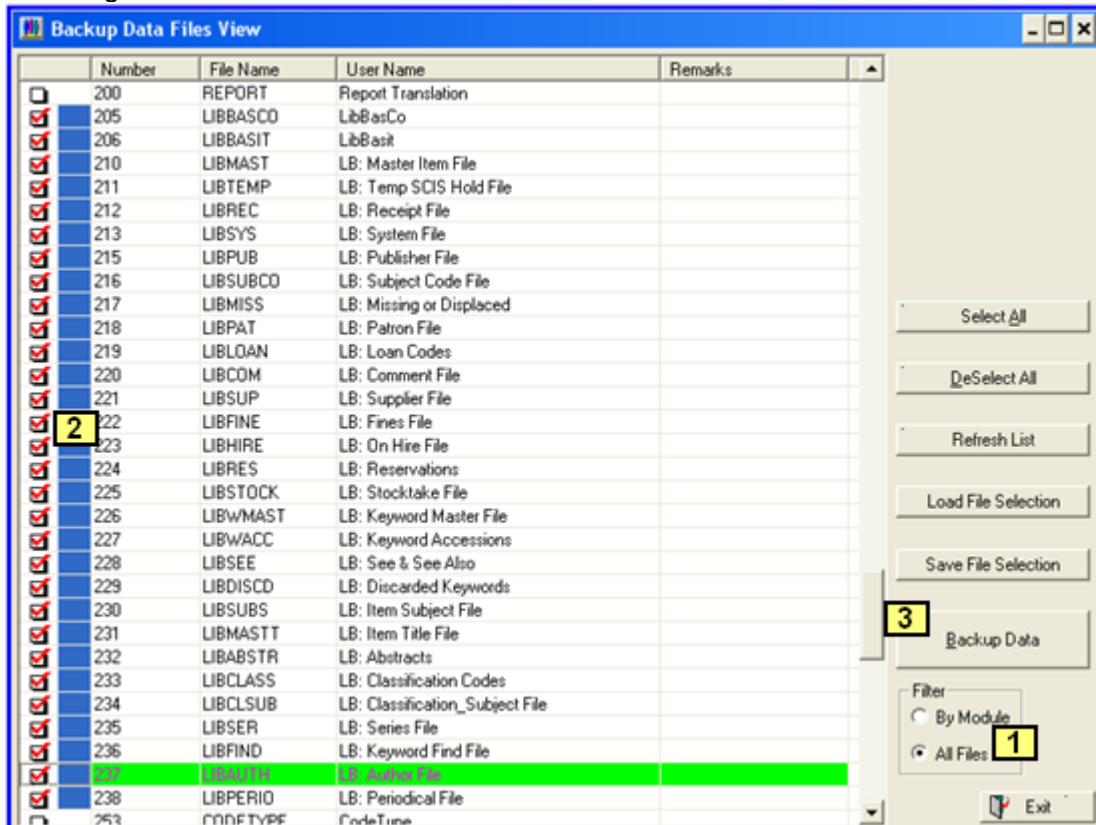 Backup Data Files View
Number File Name User Name Remarks
200 REPORT Report Translation
205 LIBBASCO LibBasCo
206 LIBBASIT LibBasit
210 LIBMAST LB: Master Item File
211 LIBTEMP LB: Temp SCIS Hold File
212 LIBREC LB: Receipt File
213 LIBSYS LB: System File
215 LIBPUB LB: Publisher File
216 LIBSUBCO LB: Subject Code File
217 LIBMISS LB: Missing or Displaced
218 LIBPAT LB: Patron File
219 LIBLOAN LB: Loan Codes
220 LIBCOM LB: Comment File
221 LIBSUP LB: Supplier File
2 222 LIBFINE LB: Fines File
223 LIBHIRE LB: On Hire File
224 LIBRES LB: Reservations
225 LIBSTOCK LB: Stocktake File
226 LIBWMAST LB: Keyword Master File
227 LIBWACC LB: Keyword Accessions
228 LIBSEE LB: See & See Also
229 LIBDISCD LB: Discarded Keywords
230 LIBSUBS LB: Item Subject File
231 LIBMASTT LB: Item Title File
232 LIBABSTR LB: Abstracts
233 LIBCLASS LB: Classification Codes
234 LIBCLSUB LB: Classification_Subject File
235 LIBSER LB: Series File
236 LIBFIND LB: Keyword Find File
237 LIBAUTH LB: Author File
238 LIBPERIO LB: Periodical File
253 CODETYPE CodeType
Select All
DeSelect All
Refresh List
Load File Selection
Save File Selection
3
Backup Data
Filter
By Module
All Files 1
Exit